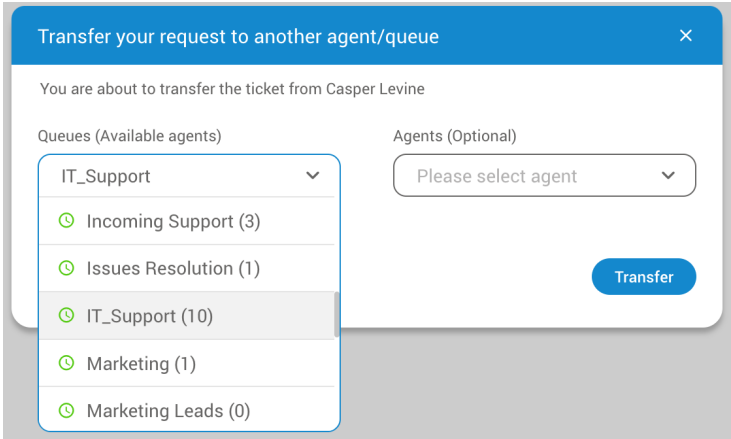 Transfer your request to another agent/queue
You are about to transfer the ticket from Casper Levine
Queues (Available agents)
Agents (Optional)
IT_Support
Please select agent
Incoming Support (3)
Issues Resolution (1)
Transfer
IT_Support (10)
Marketing (1)
Marketing Leads (0)